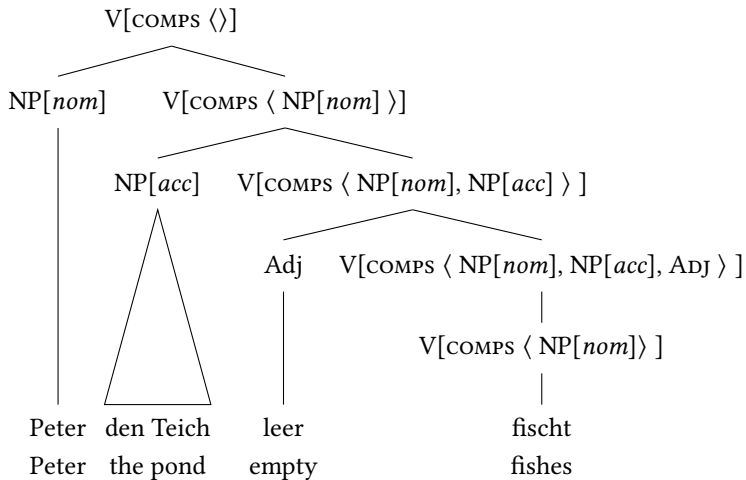 V[COMPS ⟨⟩]
NP[nom] V[COMPS ⟨ NP[nom] ⟩]
NP[acc] V[COMPS ⟨ NP[nom], NP[acc] ⟩ ]
Adj V[COMPS ⟨ NP[nom], NP[acc], ADJ ⟩ ]
V[COMPS ⟨ NP[nom]⟩ ]
Peter den Teich leer fischt
Peter the pond empty fishes